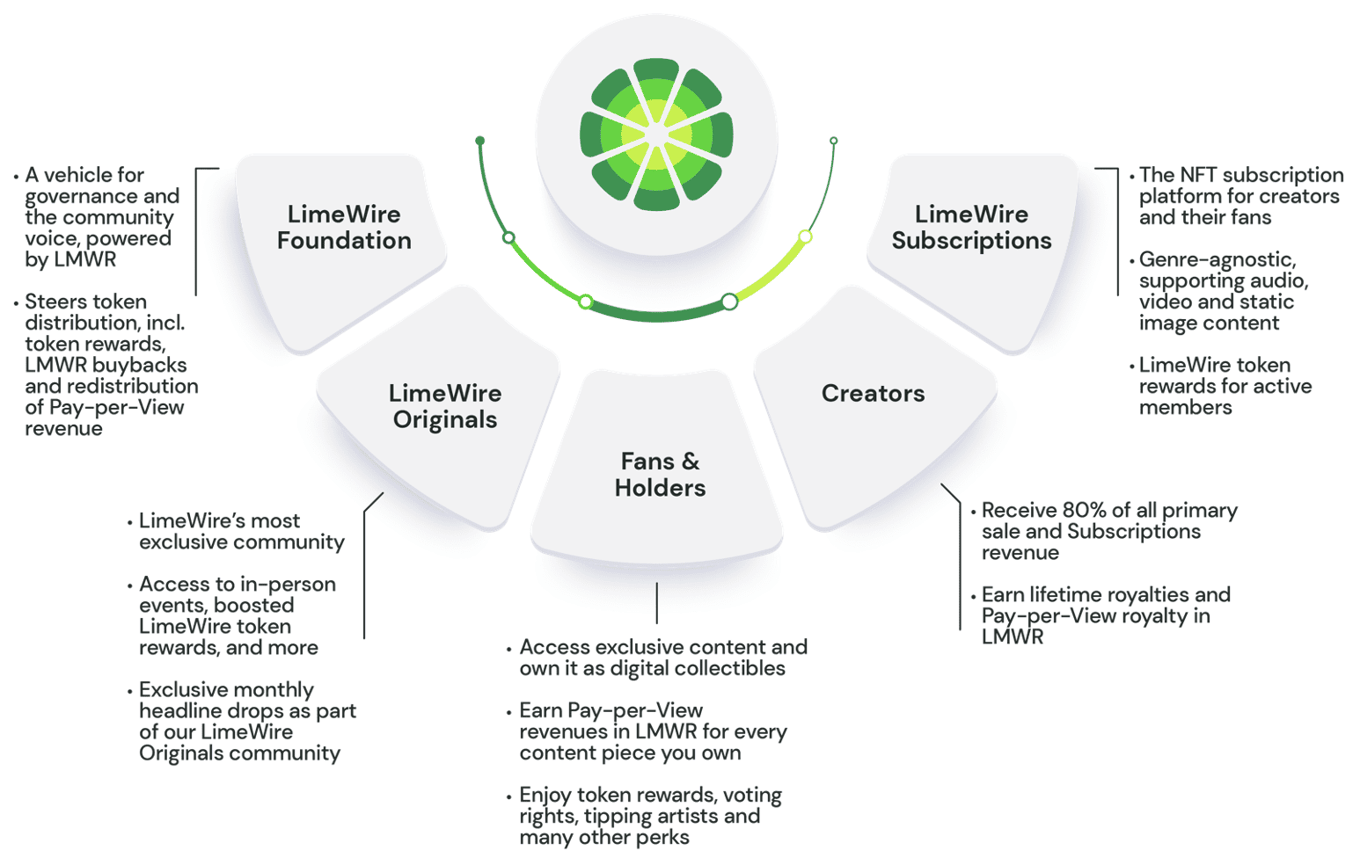 LimeWire
Foundation
• A vehicle for
governance and
the community
voice, powered
by LMWR
• Steers token
distribution, incl.
token rewards,
LMWR buybacks
and redistribution
of Pay-per-View
revenue
LimeWire
Originals
• LimeWire’s most
exclusive community
• Access to in-person
events, boosted
LimeWire token
rewards, and more
• Exclusive monthly
headline drops as part
of our LimeWire
Originals community
Fans &
Holders
• Access exclusive content and
own it as digital collectibles
• Earn Pay-per-View
revenues in LMWR for every
content piece you own
• Enjoy token rewards, voting
rights, tipping artists and
many other perks
Creators
• Receive 80% of all primary
sale and Subscriptions
revenue
• Earn lifetime royalties and
Pay-per-View royalty in
LMWR
LimeWire
Subscriptions
• The NFT subscription
platform for creators
and their fans
• Genre-agnostic,
supporting audio,
video and static
image content
• LimeWire token
rewards for active
members